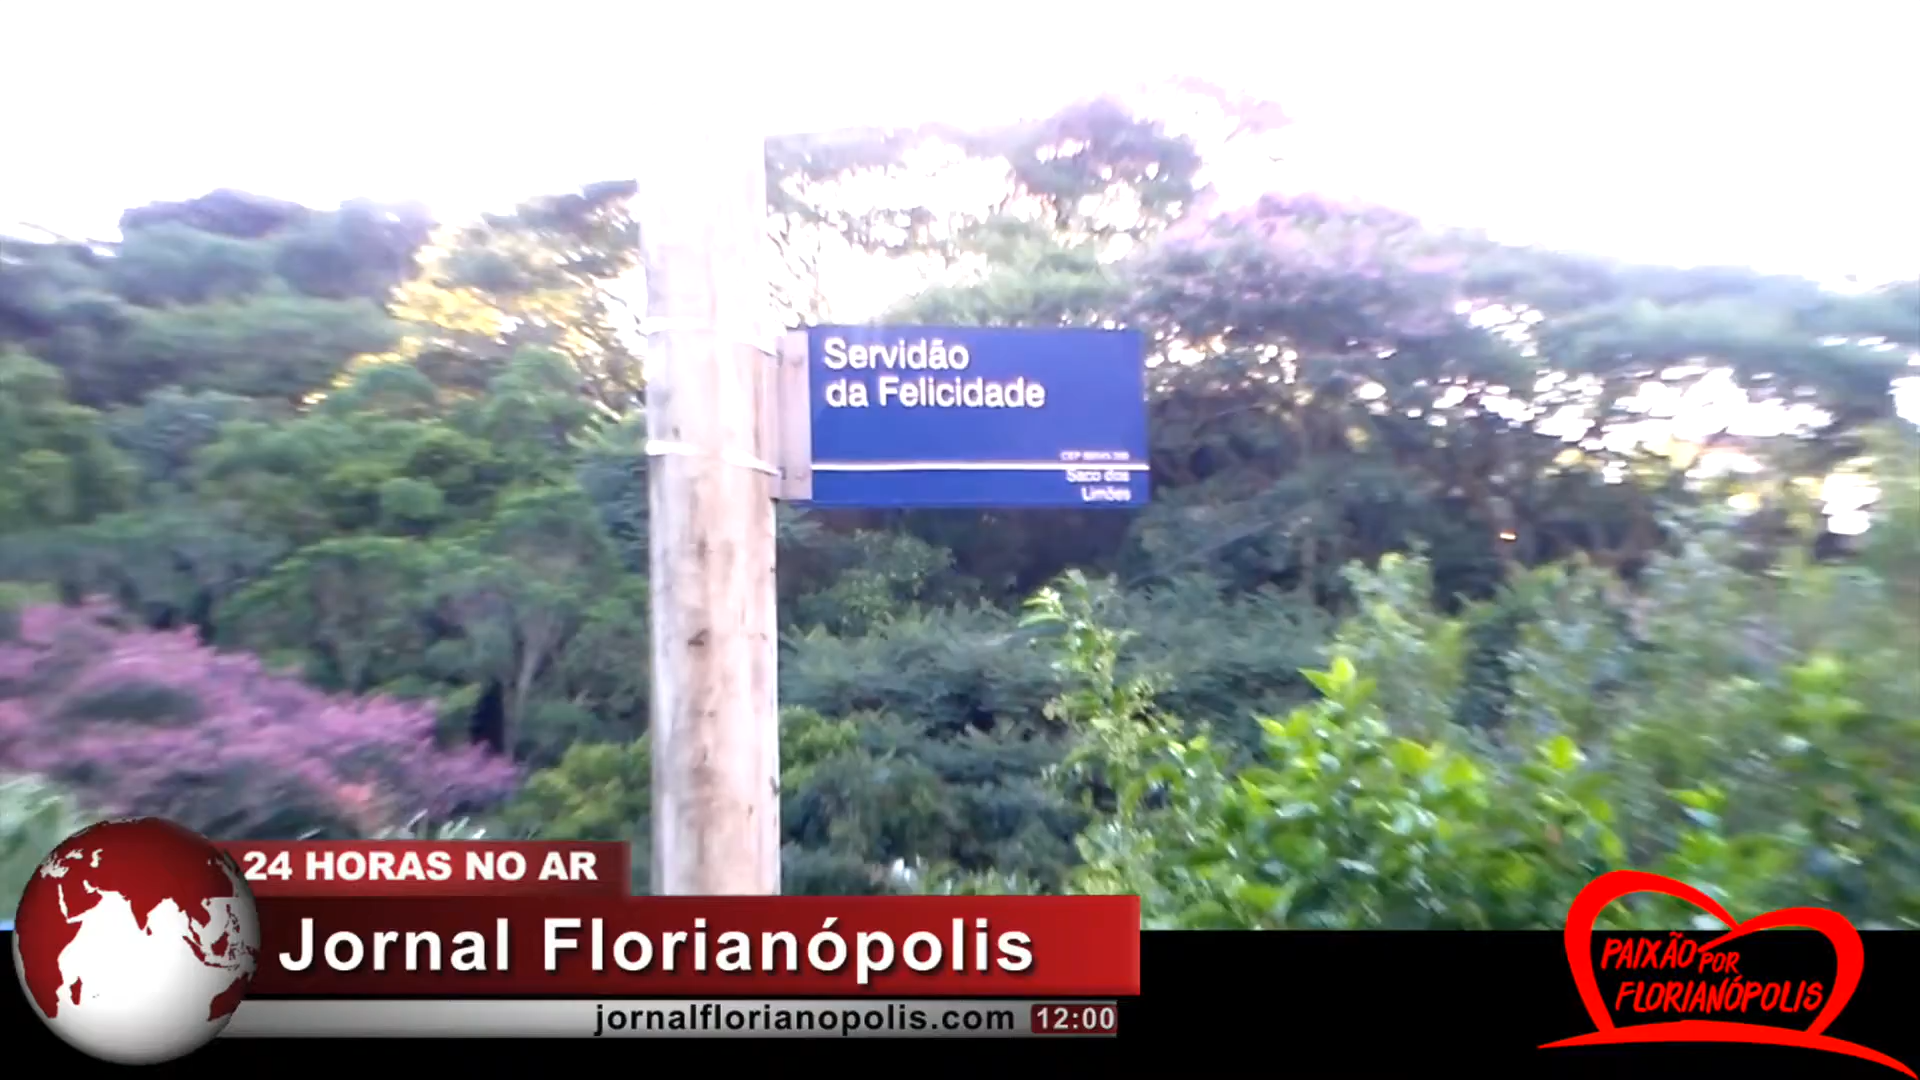 Servidão
da Felicidade
CEP
Saco dos
Limões
24 HORAS NO AR
Jornal Florianópolis
jornalflorianopolis.com 12:00
PAIXÃO POR
FLORIANÓPOLIS